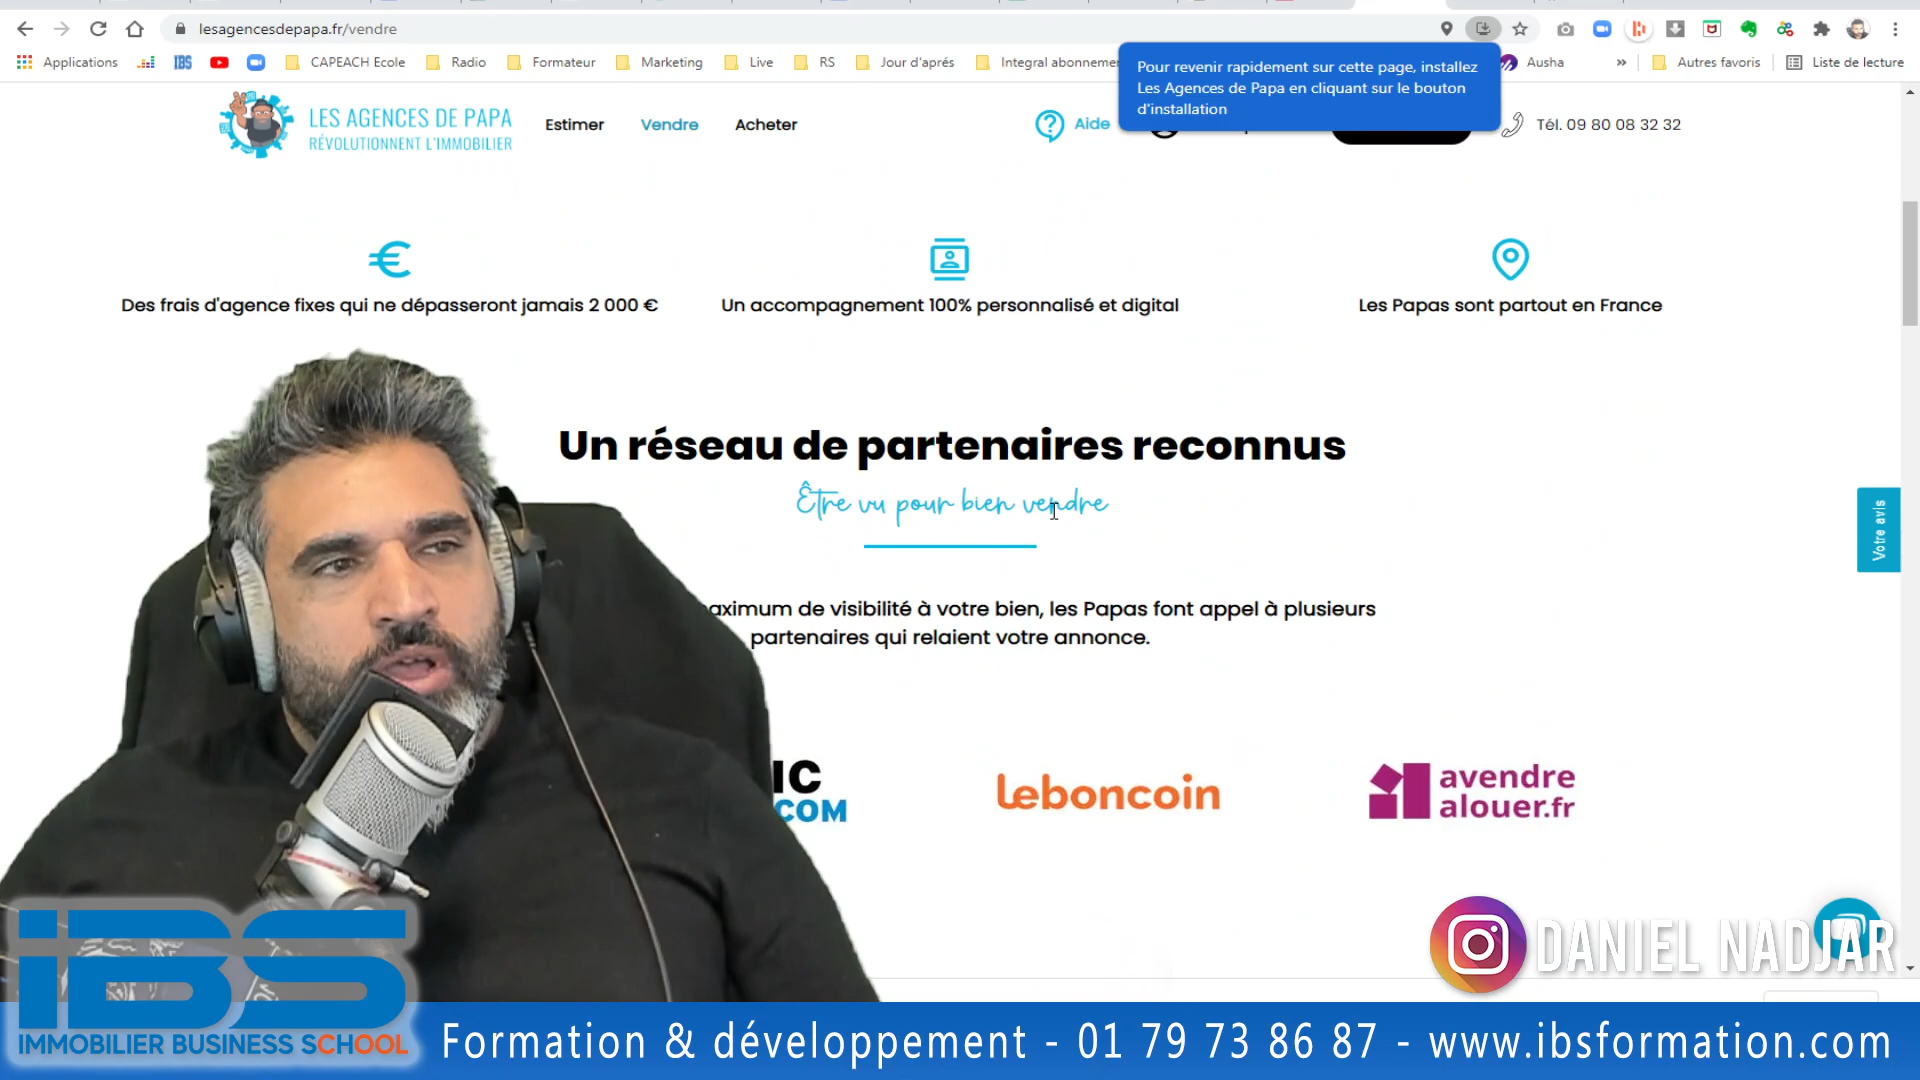 lesagencesdepapa.fr/vendre
Applications
IBS
CAPEACH Ecole
Radio
Formateur
Marketing
Live
RS
Jour d'aprés
Integral abonnemen
Ausha
»
Autres favoris
Liste de lecture
Pour revenir rapidement sur cette page, installez
Les Agences de Papa en cliquant sur le bouton
d'installation
LES AGENCES DE PAPA
RÉVOLUTIONNENT L'IMMOBILIER
Estimer
Vendre
Acheter
Aide
Tél. 09 80 08 32 32
Des frais d'agence fixes qui ne dépasseront jamais 2 000 €
Un accompagnement 100% personnalisé et digital
Les Papas sont partout en France
Un réseau de partenaires reconnus
Être vu pour bien vendre
aximum de visibilité à votre bien, les Papas font appel à plusieurs
partenaires qui relaient votre annonce.
Votre avis
IC
COM
leboncoin
avendre
alouer.fr
DANIEL NADJAR
iBS
IMMOBILIER BUSINESS SCHOOL
Formation & développement - 01 79 73 86 87 - www.ibsformation.com